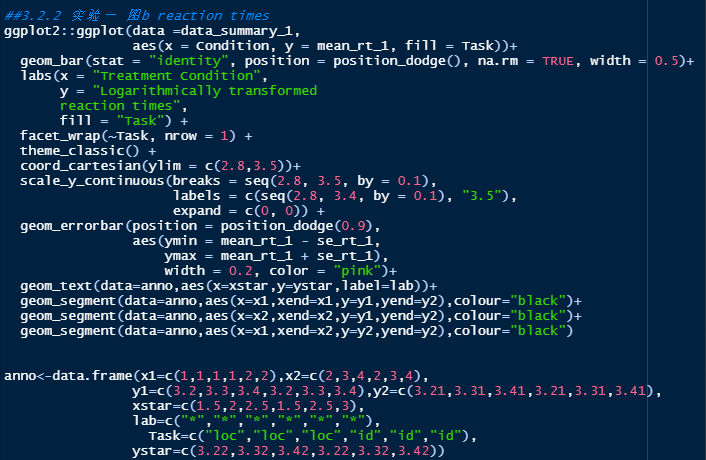 ##3.2.2 实验一 图b reaction times
ggplot2::ggplot(data =data_summary_1,
aes(x = Condition, y = mean_rt_1, fill = Task))+
geom_bar(stat = "identity", position = position_dodge(), na.rm = TRUE, width = 0.5)+
labs(x = "Treatment Condition",
y = "Logarithmically transformed
reaction times",
fill = "Task") +
facet_wrap(~Task, nrow = 1) +
theme_classic() +
coord_cartesian(ylim = c(2.8,3.5))+
scale_y_continuous(breaks = seq(2.8, 3.5, by = 0.1),
labels = c(seq(2.8, 3.4, by = 0.1), "3.5"),
expand = c(0, 0)) +
geom_errorbar(position = position_dodge(0.9),
aes(ymin = mean_rt_1 - se_rt_1,
ymax = mean_rt_1 + se_rt_1),
width = 0.2, color = "pink")+
geom_text(data=anno,aes(x=xstar,y=ystar,label=lab))+
geom_segment(data=anno,aes(x=x1,xend=x1,y=y1,yend=y2),colour="black")+
geom_segment(data=anno,aes(x=x2,xend=x2,y=y1,yend=y2),colour="black")+
geom_segment(data=anno,aes(x=x1,xend=x2,y=y2,yend=y2),colour="black")
anno<-data.frame(x1=c(1,1,1,1,2,2),x2=c(2,3,4,2,3,4),
y1=c(3.2,3.3,3.4,3.2,3.3,3.4),y2=c(3.21,3.31,3.41,3.21,3.31,3.41),
xstar=c(1.5,2,2.5,1.5,2.5,3),
lab=c("*","*","*","*","*","*"),
Task=c("loc","loc","loc","id","id","id"),
ystar=c(3.22,3.32,3.42,3.22,3.32,3.42))